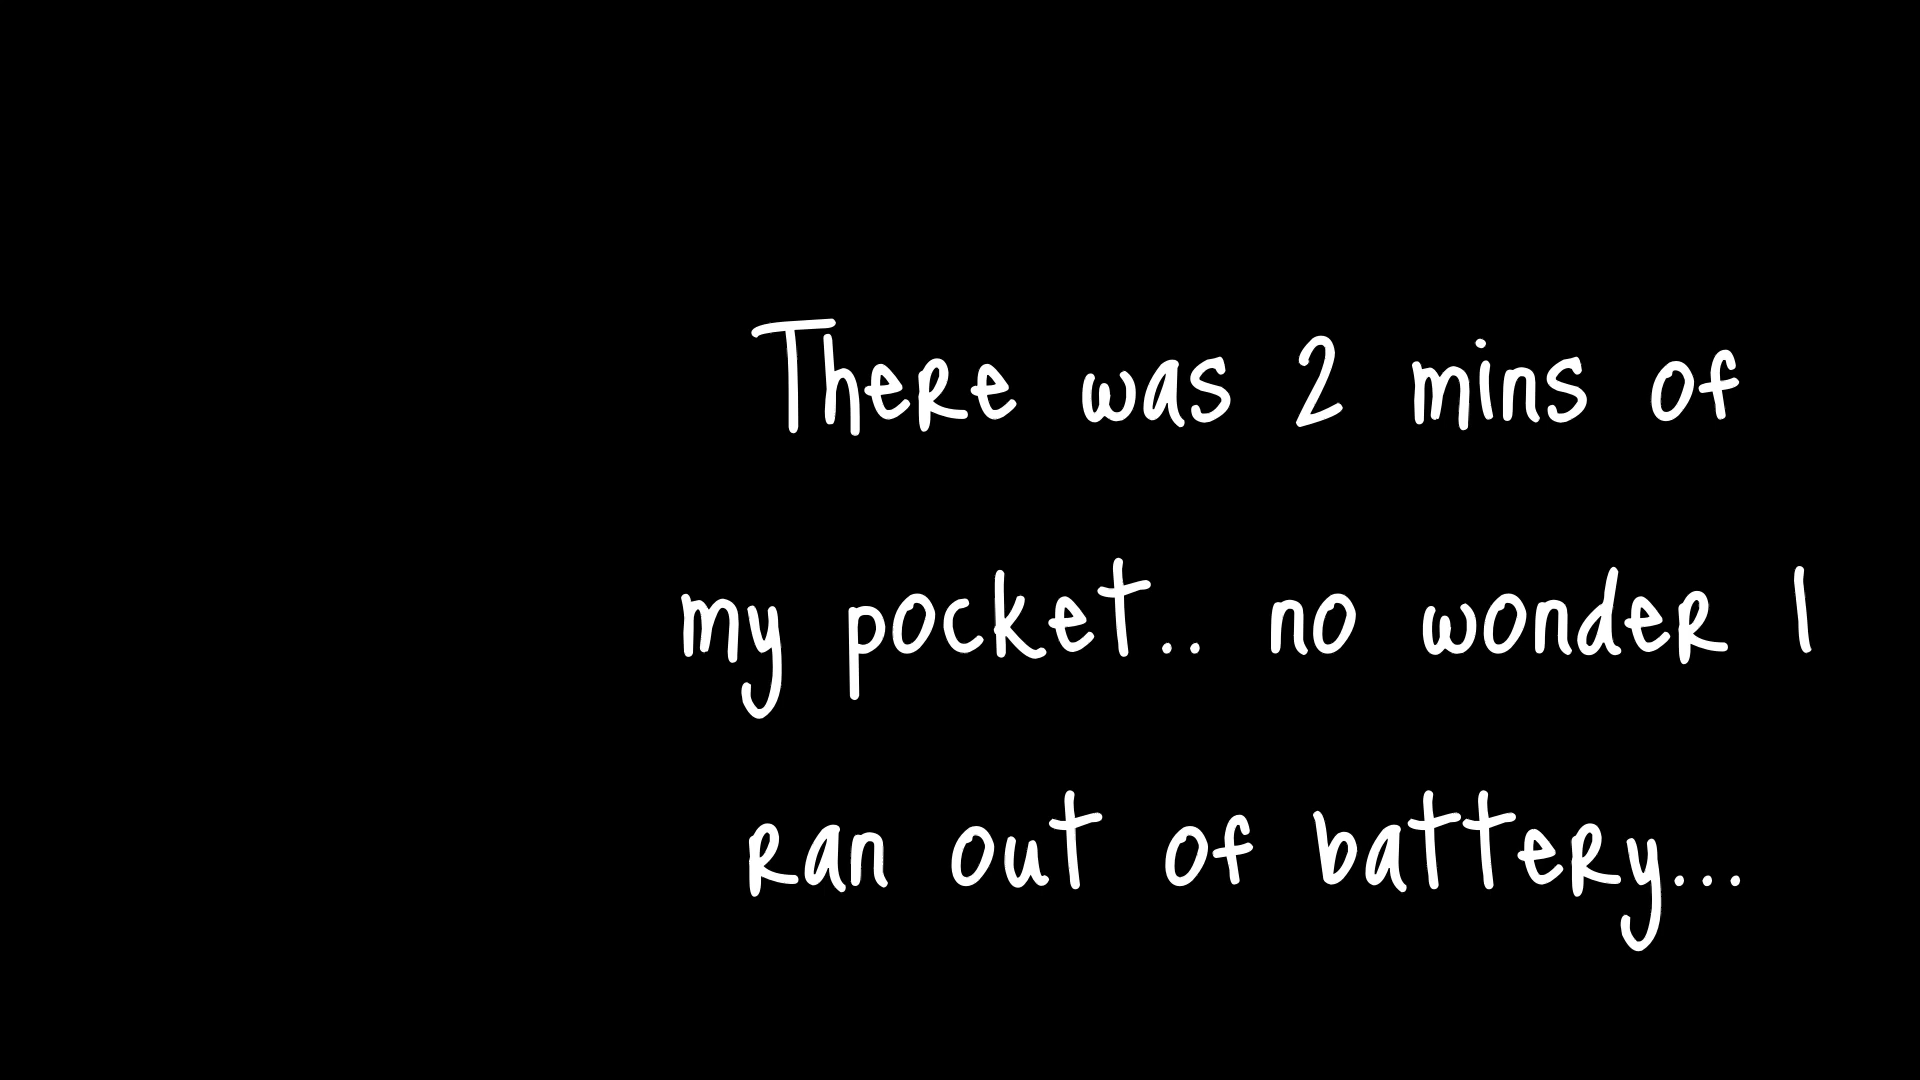 There was 2 mins of
my pocket.. no wonder I
ran out of battery...